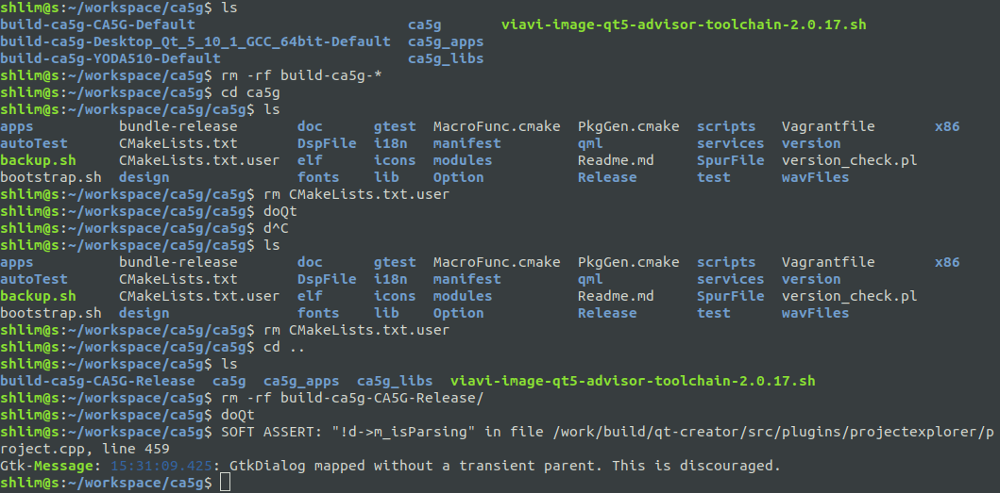 shlim@s:~/workspace/ca5g$ ls
build-ca5g-CA5G-Default ca5g viavi-image-qt5-advisor-toolchain-2.0.17.sh
build-ca5g-Desktop_Qt_5_10_1_GCC_64bit-Default ca5g_apps
build-ca5g-YODA510-Default ca5g_libs
shlim@s:~/workspace/ca5g$ rm -rf build-ca5g-*
shlim@s:~/workspace/ca5g$ cd ca5g
shlim@s:~/workspace/ca5g/ca5g$ ls
apps bundle-release doc gtest MacroFunc.cmake PkgGen.cmake scripts Vagrantfile x86
autoTest CMakeLists.txt DspFile i18n manifest qml services version
backup.sh CMakeLists.txt.user elf icons modules Readme.md SpurFile version_check.pl
bootstrap.sh design fonts lib Option Release test wavFiles
shlim@s:~/workspace/ca5g/ca5g$ rm CMakeLists.txt.user
shlim@s:~/workspace/ca5g/ca5g$ doQt
shlim@s:~/workspace/ca5g/ca5g$ d^C
shlim@s:~/workspace/ca5g/ca5g$ ls
apps bundle-release doc gtest MacroFunc.cmake PkgGen.cmake scripts Vagrantfile x86
autoTest CMakeLists.txt DspFile i18n manifest qml services version
backup.sh CMakeLists.txt.user elf icons modules Readme.md SpurFile version_check.pl
bootstrap.sh design fonts lib Option Release test wavFiles
shlim@s:~/workspace/ca5g/ca5g$ rm CMakeLists.txt.user
shlim@s:~/workspace/ca5g/ca5g$ cd ..
shlim@s:~/workspace/ca5g$ ls
build-ca5g-CA5G-Release ca5g ca5g_apps ca5g_libs viavi-image-qt5-advisor-toolchain-2.0.17.sh
shlim@s:~/workspace/ca5g$ rm -rf build-ca5g-CA5G-Release/
shlim@s:~/workspace/ca5g$ doQt
shlim@s:~/workspace/ca5g$ SOFT ASSERT: "!d->m_isParsing" in file /work/build/qt-creator/src/plugins/projectexplorer/p
roject.cpp, line 459
Gtk-Message: 15:31:09.425: GtkDialog mapped without a transient parent. This is discouraged.
shlim@s:~/workspace/ca5g$